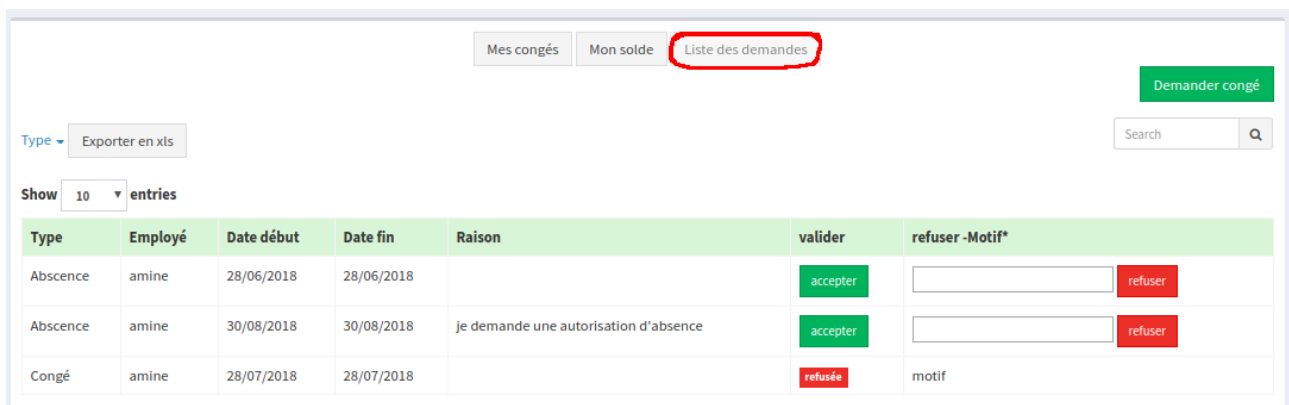 Mes congés Mon solde Liste des demandes
Demander congé
Type Exporter en xls Search
Show 10 entries
Type Employé Date début Date fin Raison valider refuser -Motif*
Abscence amine 28/06/2018 28/06/2018 accepter refuser
Abscence amine 30/08/2018 30/08/2018 je demande une autorisation d'absence accepter refuser
Congé amine 28/07/2018 28/07/2018 refusée motif